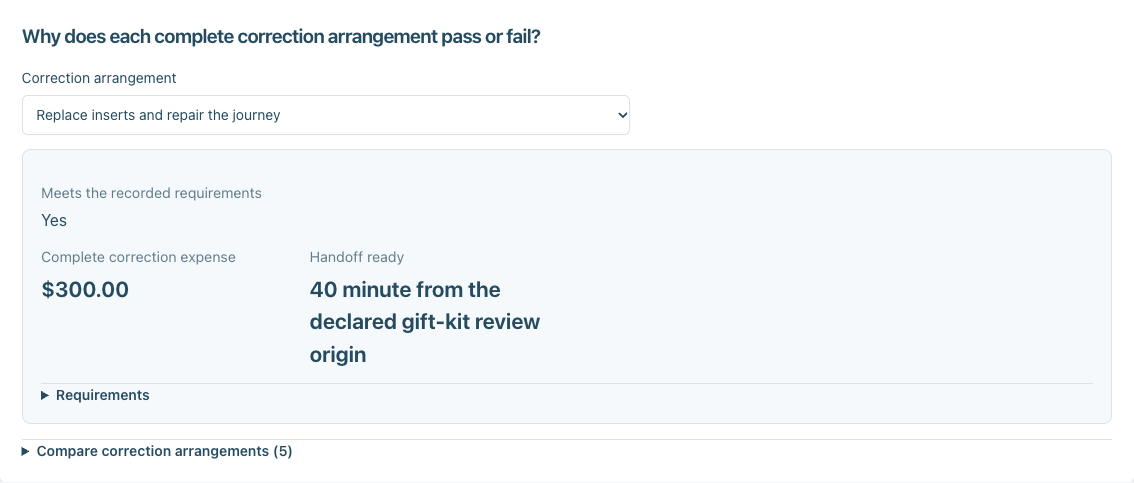 Why does each complete correction arrangement pass or fail?
Correction arrangement
Replace inserts and repair the journey
Meets the recorded requirements
Yes
Complete correction expense
$300.00
Handoff ready
40 minute from the
declared gift-kit review
origin
Requirements
Compare correction arrangements (5)